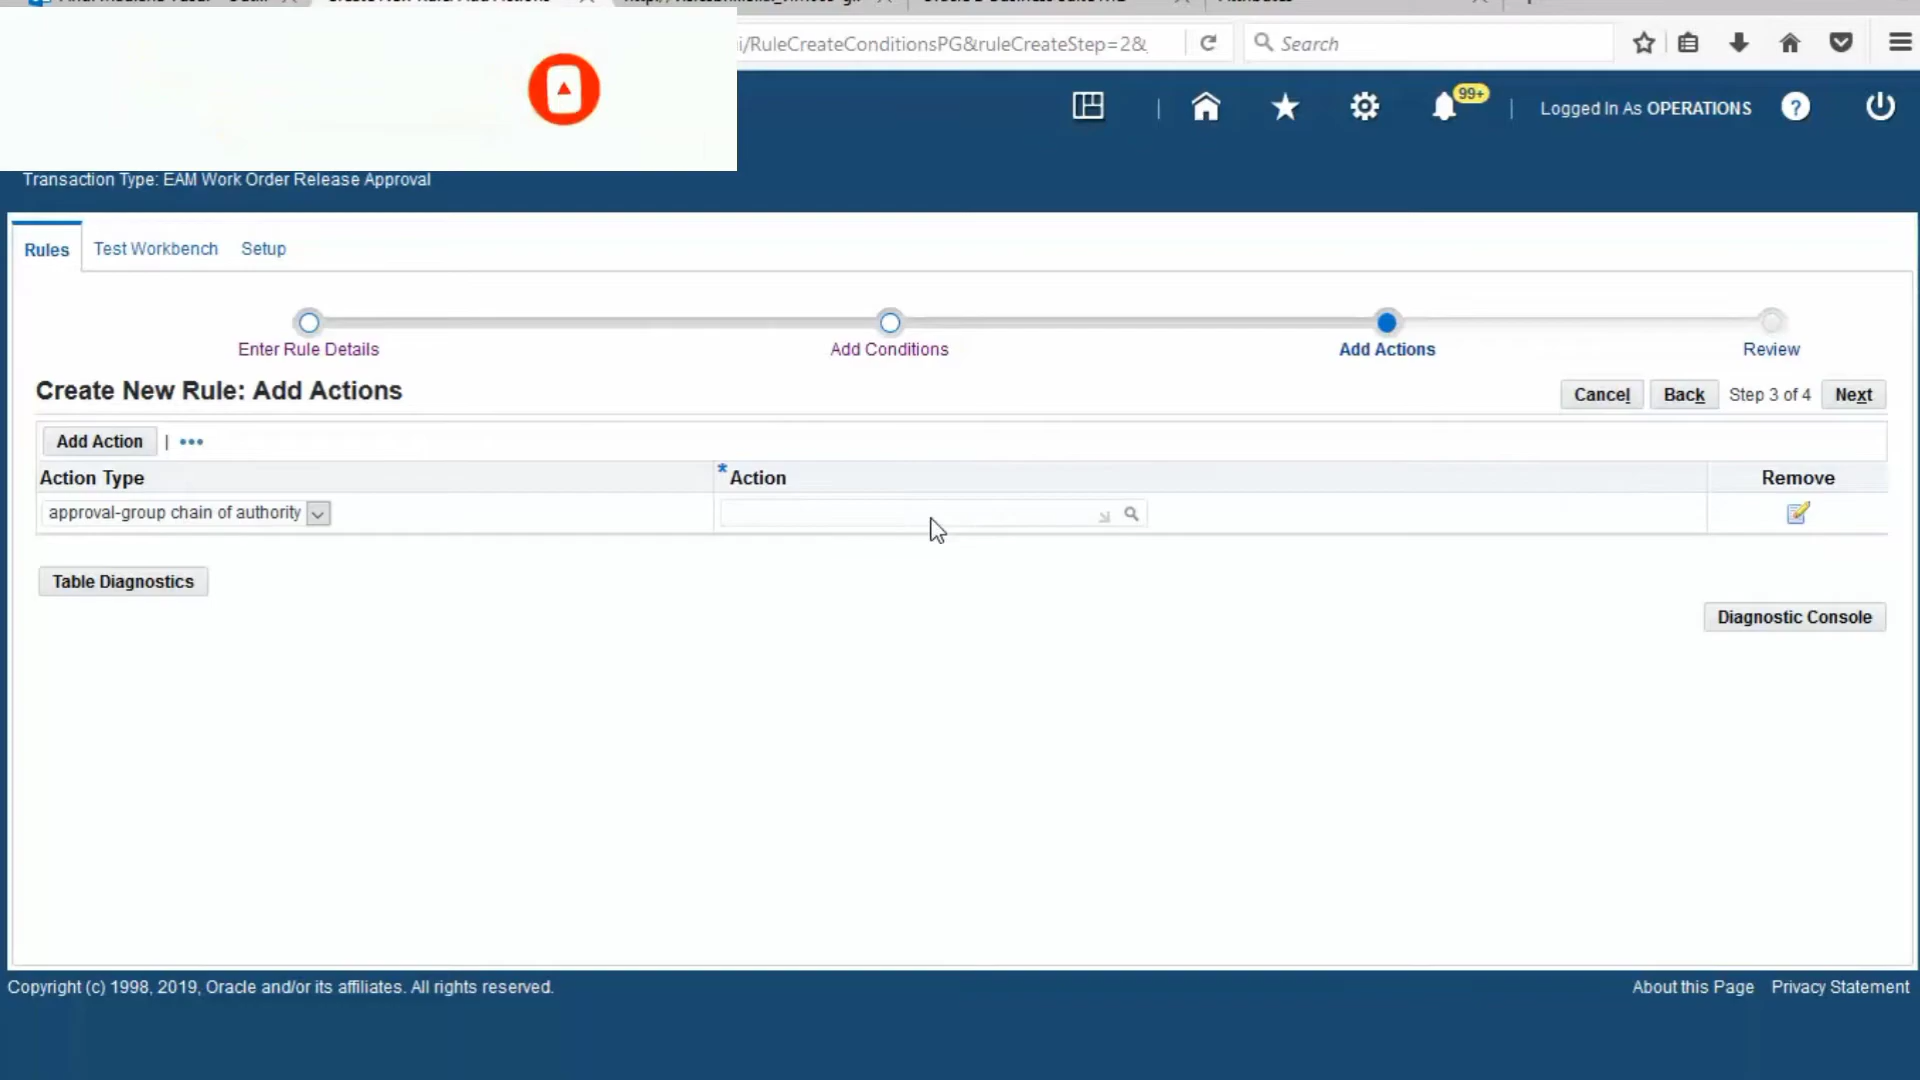 i/RuleCreateConditionsPG&ruleCreateStep=2&
Search
99+
Logged In As OPERATIONS
Transaction Type: EAM Work Order Release Approval
Rules
Test Workbench
Setup
Enter Rule Details
Add Conditions
Add Actions
Review
Create New Rule: Add Actions
Cancel
Back
Step 3 of 4
Next
Add Action
|
•••
Action Type
* Action
Remove
approval-group chain of authority
Table Diagnostics
Diagnostic Console
Copyright (c) 1998, 2019, Oracle and/or its affiliates. All rights reserved.
About this Page
Privacy Statement